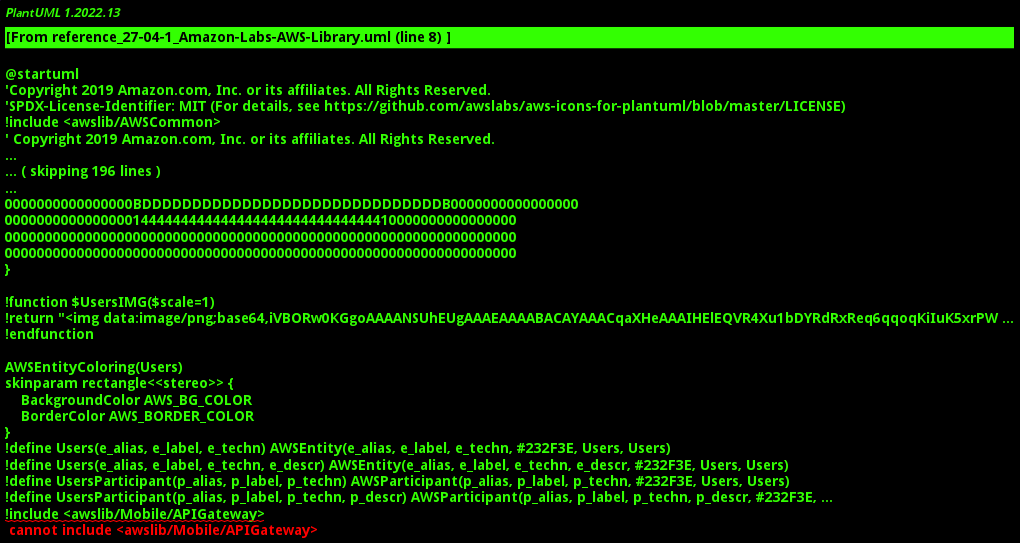 PlantUML 1.2022.13
[From reference_27-04-1_Amazon-Labs-AWS-Library.uml (line 8) ]
@startuml
'Copyright 2019 Amazon.com, Inc. or its affiliates. All Rights Reserved.
'SPDX-License-Identifier: MIT (For details, see https://github.com/awslabs/aws-icons-for-plantuml/blob/master/LICENSE)
!include <awslib/AWSCommon>
' Copyright 2019 Amazon.com, Inc. or its affiliates. All Rights Reserved.
...
... ( skipping 196 lines )
...
0000000000000000BDDDDDDDDDDDDDDDDDDDDDDDDDDDDDDB0000000000000000
0000000000000000144444444444444444444444444444410000000000000000
0000000000000000000000000000000000000000000000000000000000000000
0000000000000000000000000000000000000000000000000000000000000000
}
!function $UsersIMG($scale=1)
!return "<img data:image/png;base64,iVBORw0KGgoAAAANSUhEUgAAAEAAAABACAYAAACqaXHeAAAIHElEQVR4Xu1bDYRdRxReq6qqoqKiIuK5xrPW ...
!endfunction
AWSEntityColoring(Users)
skinparam rectangle<<stereo>> {
BackgroundColor AWS_BG_COLOR
BorderColor AWS_BORDER_COLOR
}
!define Users(e_alias, e_label, e_techn) AWSEntity(e_alias, e_label, e_techn, #232F3E, Users, Users)
!define Users(e_alias, e_label, e_techn, e_descr) AWSEntity(e_alias, e_label, e_techn, e_descr, #232F3E, Users, Users)
!define UsersParticipant(p_alias, p_label, p_techn) AWSParticipant(p_alias, p_label, p_techn, #232F3E, Users, Users)
!define UsersParticipant(p_alias, p_label, p_techn, p_descr) AWSParticipant(p_alias, p_label, p_techn, p_descr, #232F3E, ...
!include <awslib/Mobile/APIGateway>
cannot include <awslib/Mobile/APIGateway>